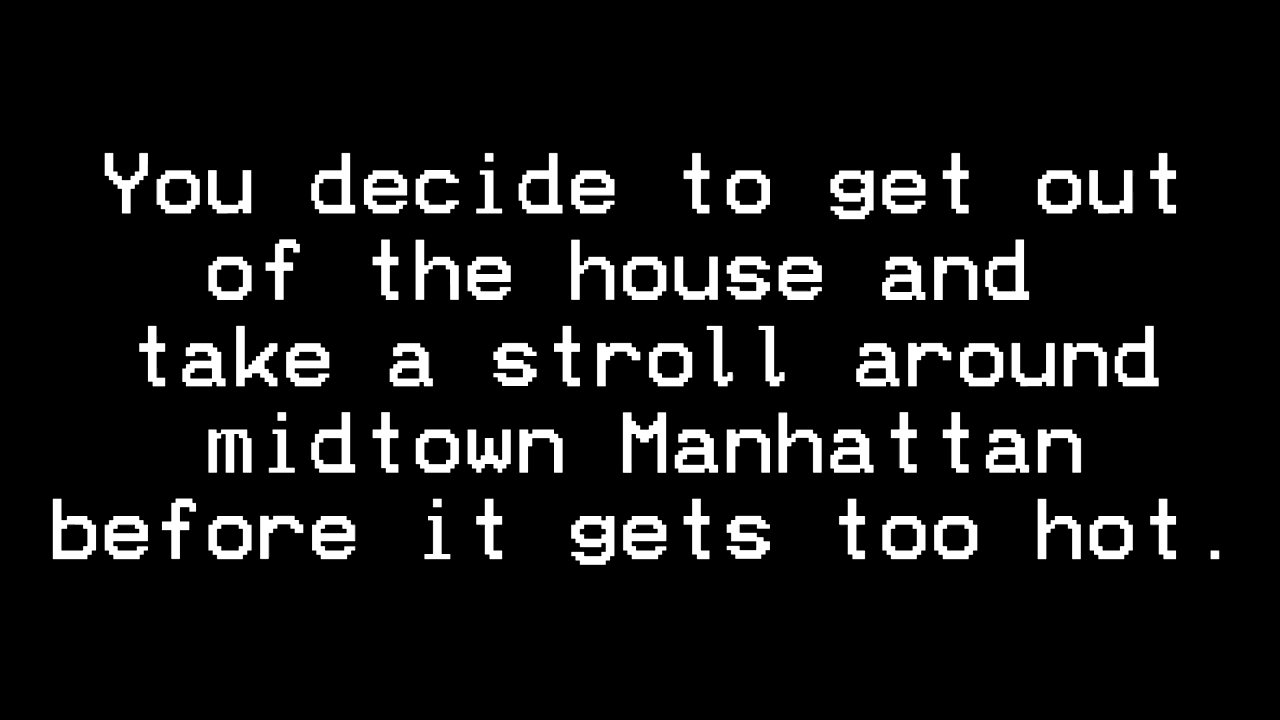 You decide to get out
of the house and
take a stroll around
midtown Manhattan
before it gets too hot.